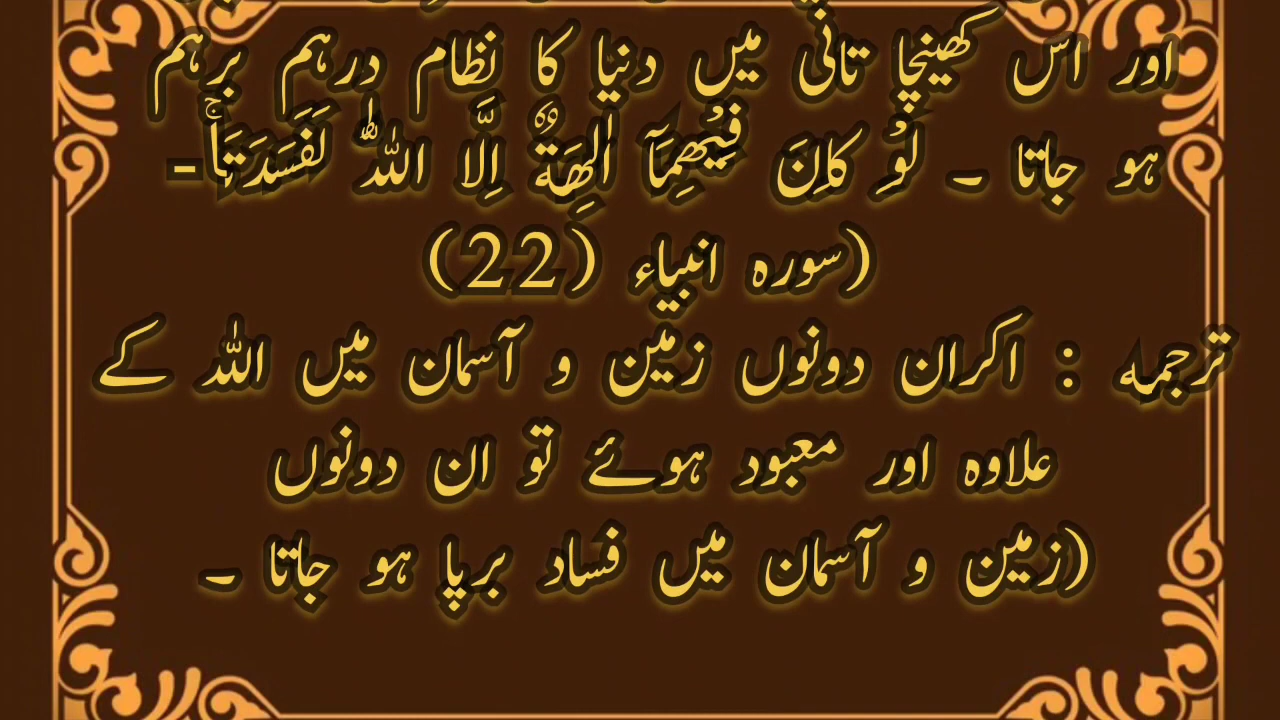 اور اس کھینچا تانی میں دنیا کا نظام درہم برہم
ہو جاتا ۔ لَوْ كَانَ فِیْهِمَاۤ اٰلِهَةٌ اِلَّا اللّٰهُ لَفَسَدَتَاۚ-
(سورہ انبیاء (22)
ترجمہ : اکران دونوں زمین و آسمان میں اللہ کے
علاوہ اور معبود ہوئے تو ان دونوں
(زمین و آسمان میں فساد برپا ہو جاتا ۔